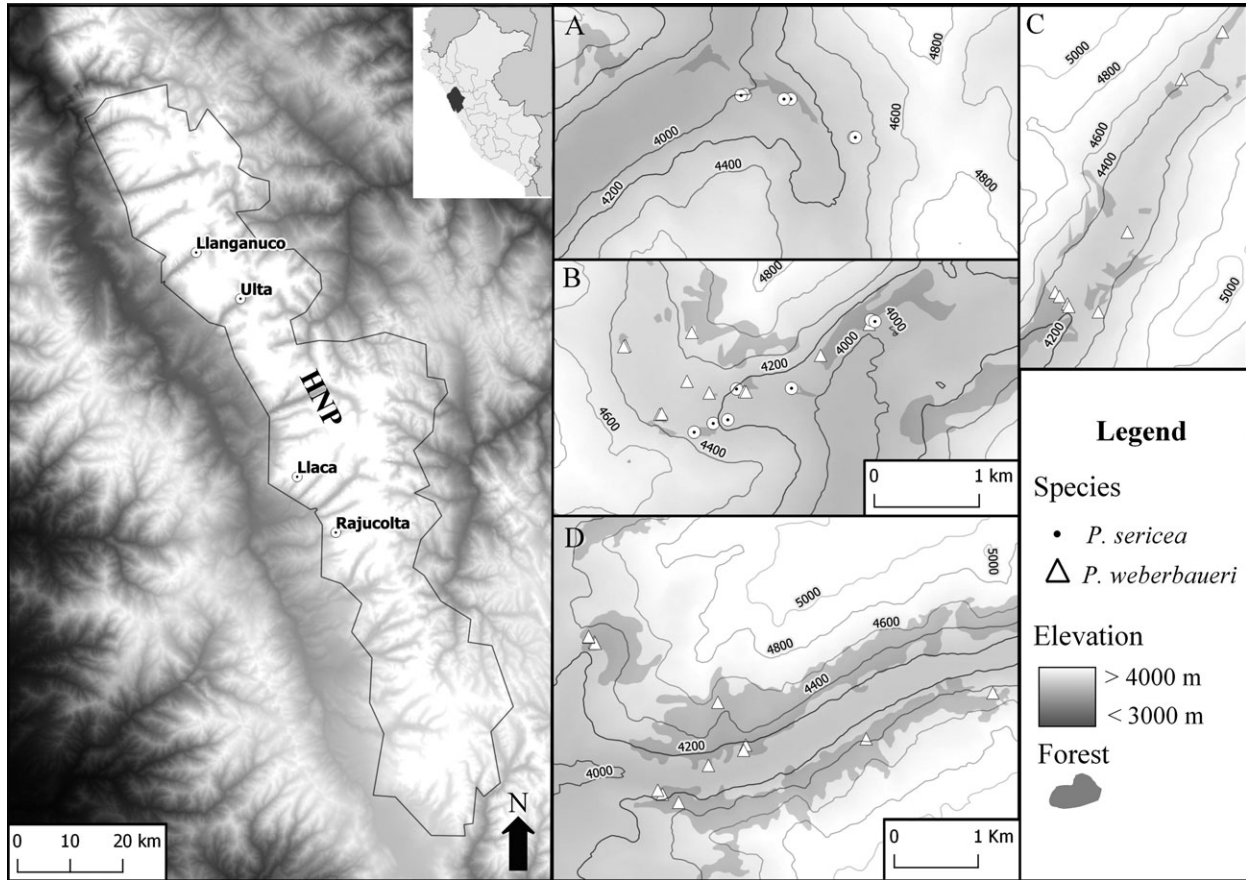 Llanganuco
Ulta
HNP
Llaca
Rajucolta
0 10 20 km
N
A
4000
4200
4400
4600
4800
4800
B
4800
4200
4000
4000
4600
4400
0 1 km
C
5000
4800
4600
4400
4200
5000
D
5000
5000
4800
4600
4400
4200
4000
0 1 Km
Legend
Species
P. sericea
P. weberbaueri
Elevation
> 4000 m
< 3000 m
Forest